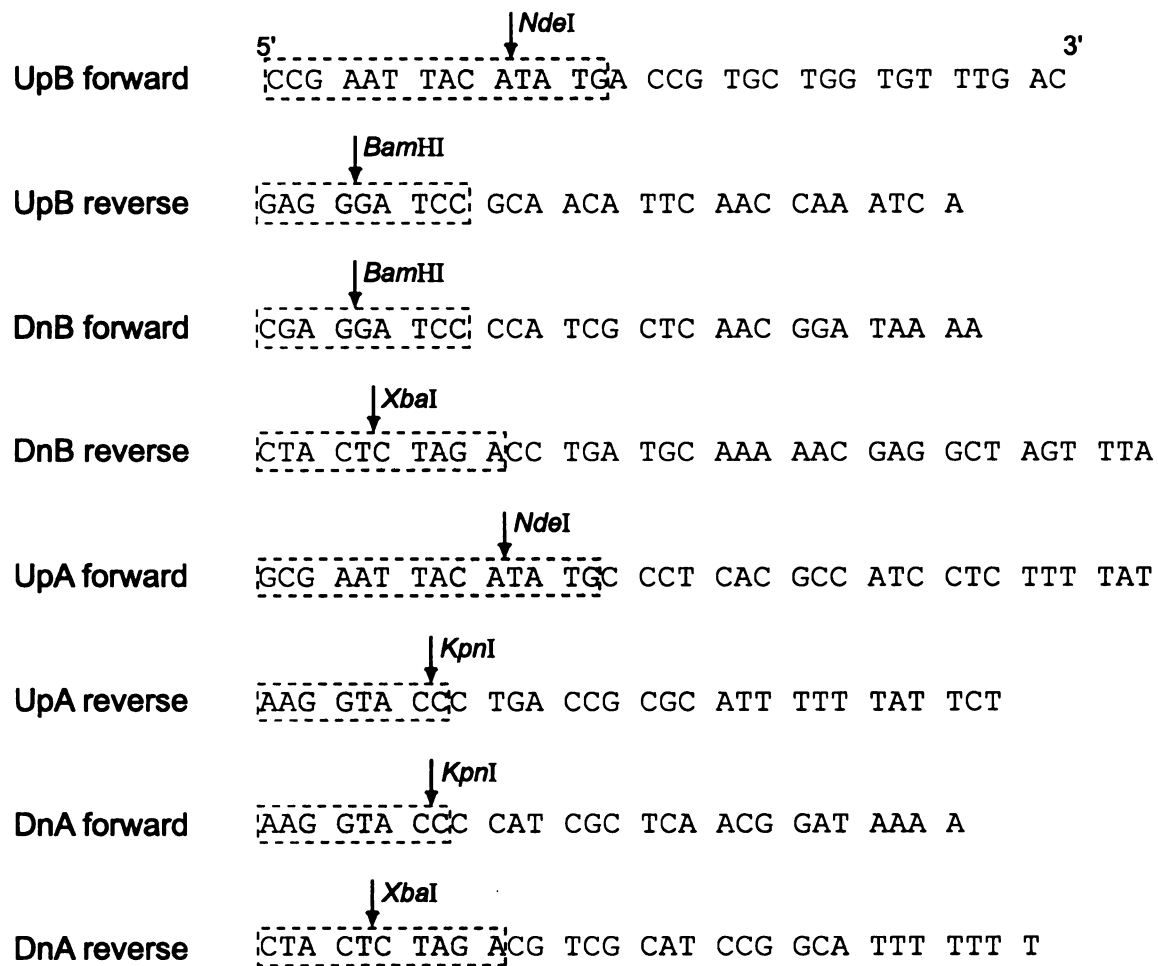 NdeI
5' 3'
UpB forward CCG AAT TAC ATA TGA CCG TGC TGG TGT TTG AC
BamHI
UpB reverse GAG GGA TCC GCA ACA TTC AAC CAA ATC A
BamHI
DnB forward CGA GGA TCC CCA TCG CTC AAC GGA TAA AA
XbaI
DnB reverse CTA CTC TAG ACC TGA TGC AAA AAC GAG GCT AGT TTA
NdeI
UpA forward GCG AAT TAC ATA TGC CCT CAC GCC ATC CTC TTT TAT
KpnI
UpA reverse AAG GTA CCC TGA CCG CGC ATT TTT TAT TCT
KpnI
DnA forward AAG GTA CCC CAT CGC TCA ACG GAT AAA A
XbaI
DnA reverse CTA CTC TAG ACG TCG CAT CCG GCA TTT TTT T